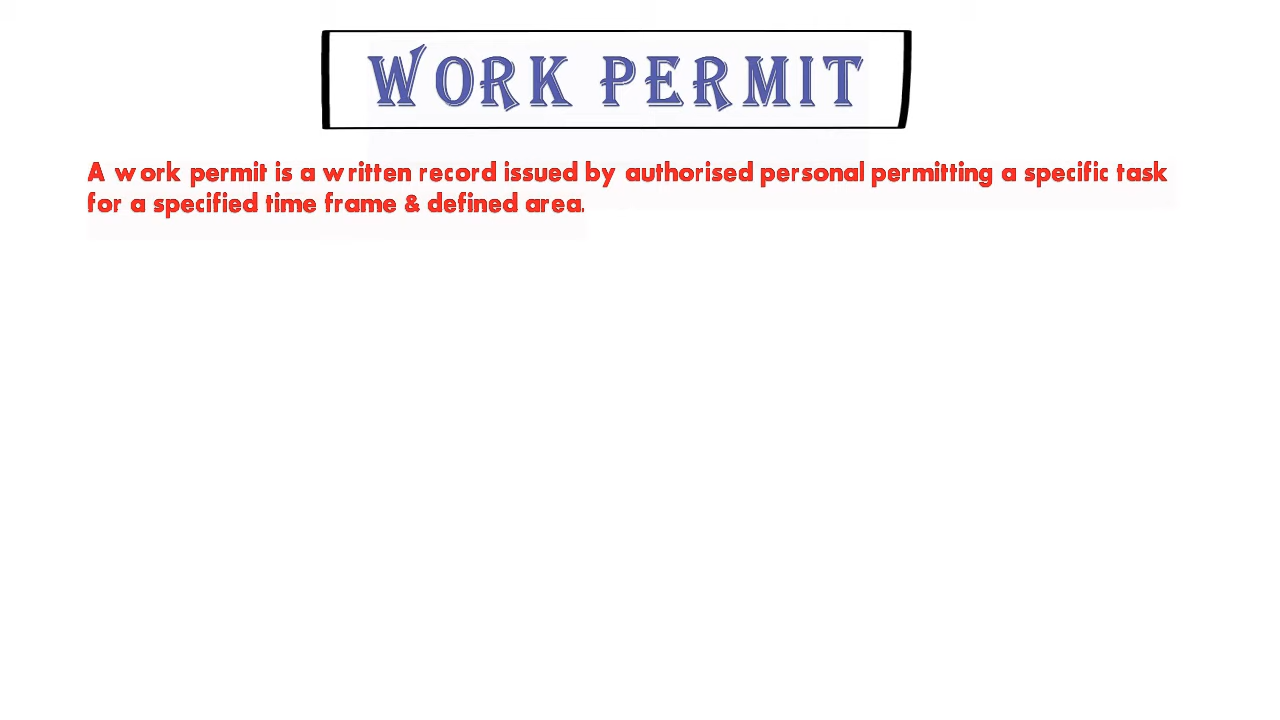 WORK PERMIT
A work permit is a written record issued by authorised personal permitting a specific task
for a specified time frame & defined area.